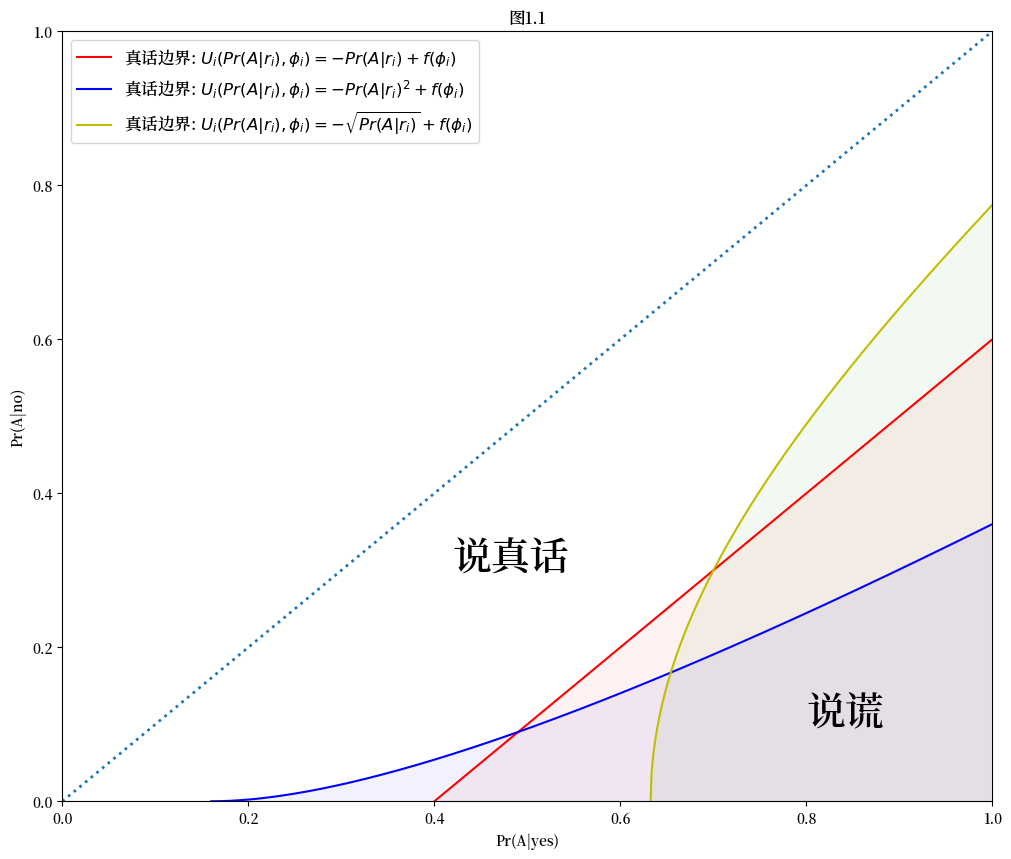 图1.1
真话边界: $U_i(Pr(A|r_i), \phi_i) = -Pr(A|r_i) + f(\phi_i)$
真话边界: $U_i(Pr(A|r_i), \phi_i) = -Pr(A|r_i)^2 + f(\phi_i)$
真话边界: $U_i(Pr(A|r_i), \phi_i) = -\sqrt{Pr(A|r_i)} + f(\phi_i)$
1.0
0.8
0.6
0.4
0.2
0.0
Pr(A|no)
说真话
说谎
0.0 0.2 0.4 0.6 0.8 1.0
Pr(A|yes)